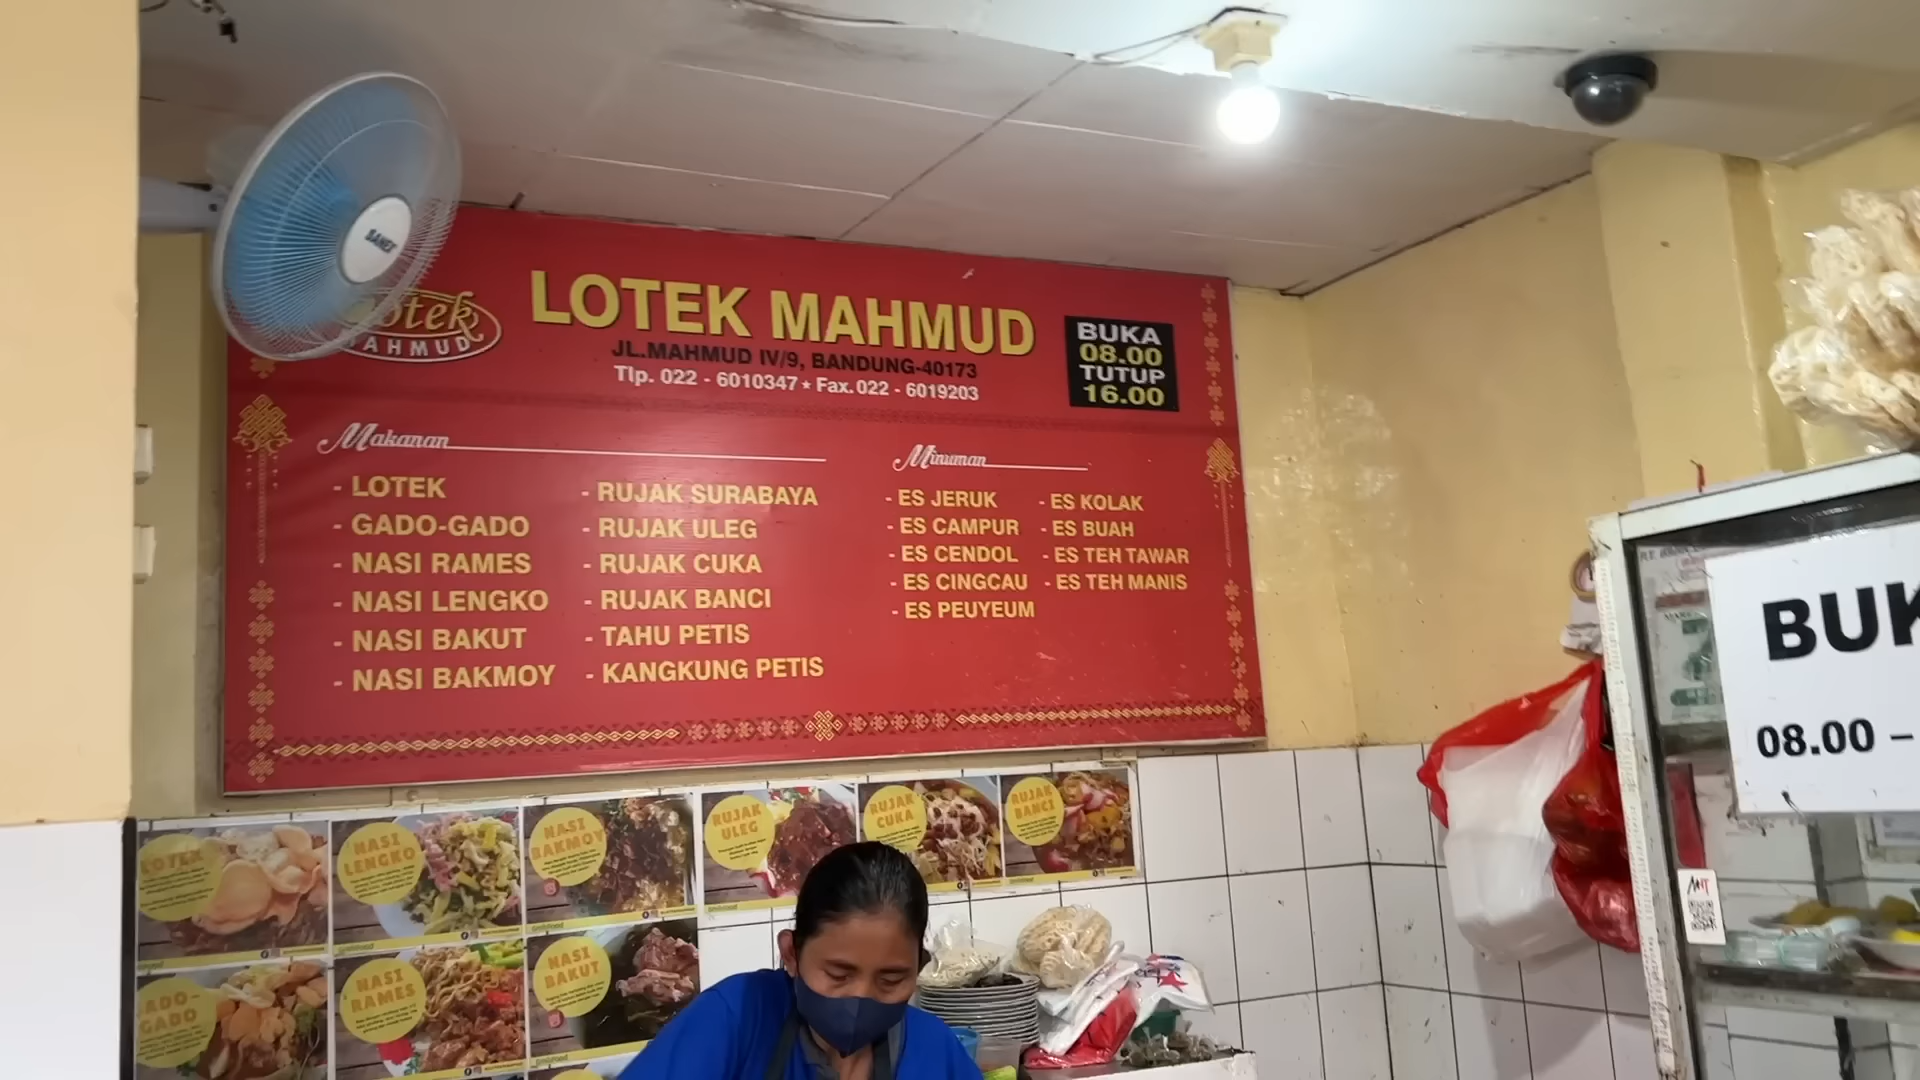 SANEX
Lotek
MAHMUD
LOTEK MAHMUD
JL.MAHMUD IV/9, BANDUNG-40173
Tlp. 022 - 6010347 ★ Fax. 022 - 6019203
BUKA
08.00
TUTUP
16.00
Makanan
- LOTEK
- GADO-GADO
- NASI RAMES
- NASI LENGKO
- NASI BAKUT
- NASI BAKMOY
- RUJAK SURABAYA
- RUJAK ULEG
- RUJAK CUKA
- RUJAK BANCI
- TAHU PETIS
- KANGKUNG PETIS
Minuman
- ES JERUK
- ES CAMPUR
- ES CENDOL
- ES CINGCAU
- ES PEUYEUM
- ES KOLAK
- ES BUAH
- ES TEH TAWAR
- ES TEH MANIS
BUK
08.00 –
LOTEK
NASI
LENGKO
NASI
BAKMOY
RUJAK
ULEG
RUJAK
CUKA
RUJAK
BANCI
ADO-
GADO
NASI
RAMES
NASI
BAKUT